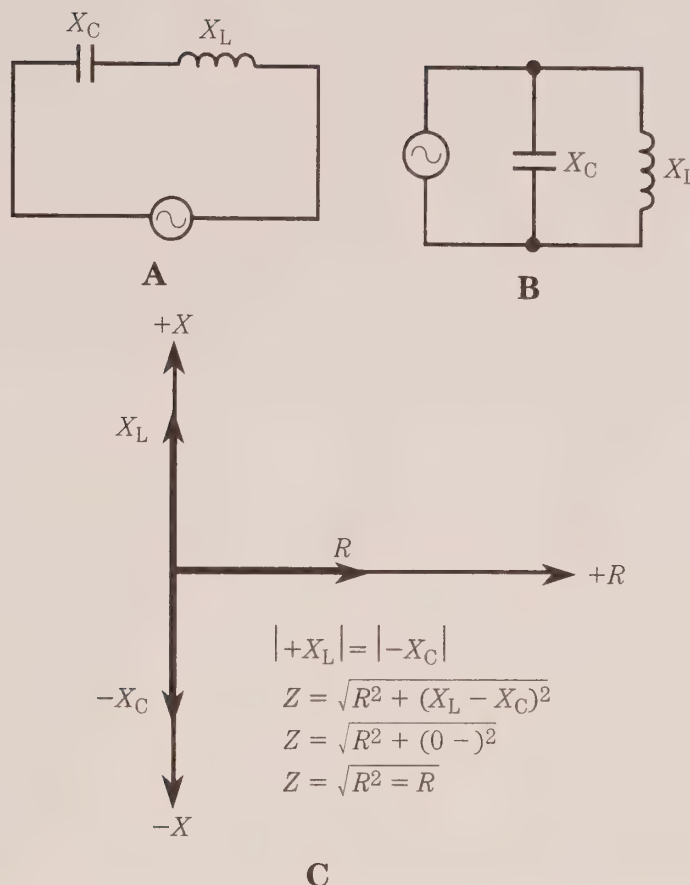 X_C
X_L
A
X_C
X_L
B
+X
X_L
R
+R
|+X_L| = |-X_C|
-X_C
Z = √(R² + (X_L - X_C)²)
Z = √(R² + (0 -)²)
Z = √(R² = R)
-X
C